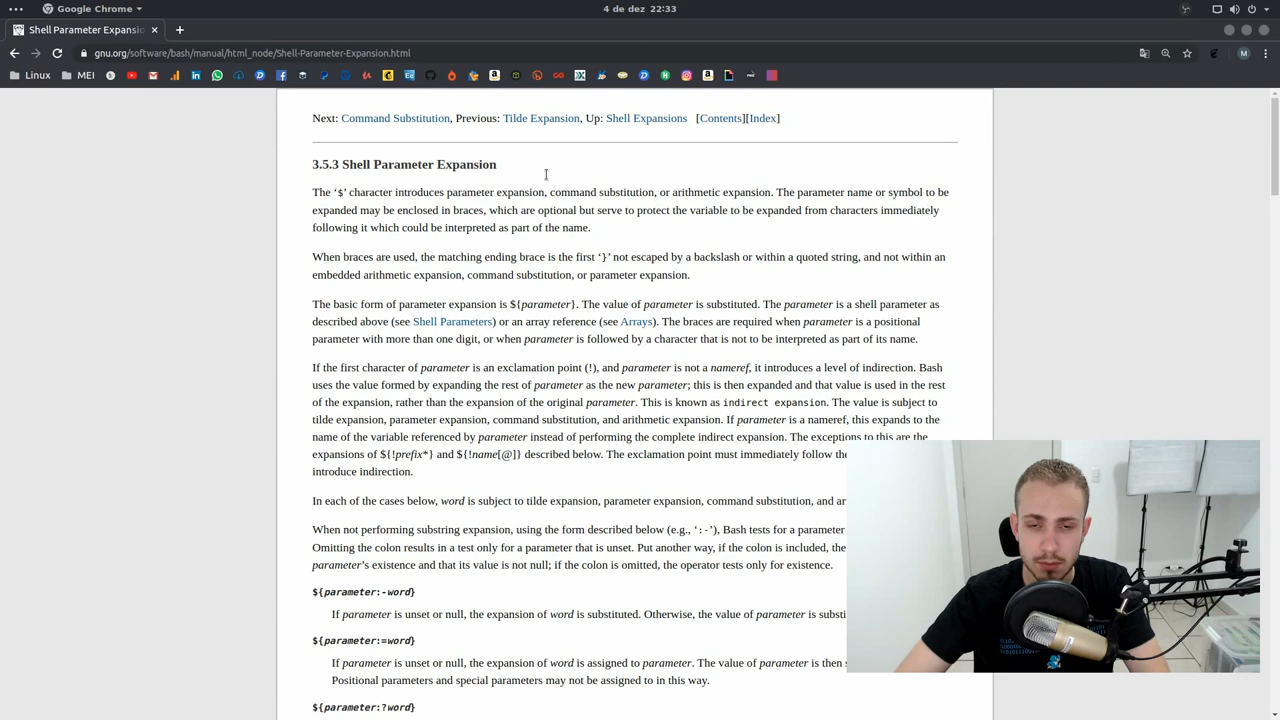 Google Chrome
4 de dez 22:33
Shell Parameter Expansio
gnu.org/software/bash/manual/html_node/Shell-Parameter-Expansion.html
M
Linux MEI
Next: Command Substitution, Previous: Tilde Expansion, Up: Shell Expansions [Contents][Index]
3.5.3 Shell Parameter Expansion
The ‘$’ character introduces parameter expansion, command substitution, or arithmetic expansion. The parameter name or symbol to be
expanded may be enclosed in braces, which are optional but serve to protect the variable to be expanded from characters immediately
following it which could be interpreted as part of the name.
When braces are used, the matching ending brace is the first ‘}’ not escaped by a backslash or within a quoted string, and not within an
embedded arithmetic expansion, command substitution, or parameter expansion.
The basic form of parameter expansion is ${parameter}. The value of parameter is substituted. The parameter is a shell parameter as
described above (see Shell Parameters) or an array reference (see Arrays). The braces are required when parameter is a positional
parameter with more than one digit, or when parameter is followed by a character that is not to be interpreted as part of its name.
If the first character of parameter is an exclamation point (!), and parameter is not a nameref, it introduces a level of indirection. Bash
uses the value formed by expanding the rest of parameter as the new parameter; this is then expanded and that value is used in the rest
of the expansion, rather than the expansion of the original parameter. This is known as indirect expansion. The value is subject to
tilde expansion, parameter expansion, command substitution, and arithmetic expansion. If parameter is a nameref, this expands to the
name of the variable referenced by parameter instead of performing the complete indirect expansion. The exceptions to this are the
expansions of ${!prefix*} and ${!name[@]} described below. The exclamation point must immediately follow the
introduce indirection.
In each of the cases below, word is subject to tilde expansion, parameter expansion, command substitution, and ar
When not performing substring expansion, using the form described below (e.g., ‘:-’), Bash tests for a parameter
Omitting the colon results in a test only for a parameter that is unset. Put another way, if the colon is included, the
parameter’s existence and that its value is not null; if the colon is omitted, the operator tests only for existence.
${parameter:-word}
If parameter is unset or null, the expansion of word is substituted. Otherwise, the value of parameter is substi
${parameter:=word}
If parameter is unset or null, the expansion of word is assigned to parameter. The value of parameter is then s
Positional parameters and special parameters may not be assigned to in this way.
${parameter:?word}